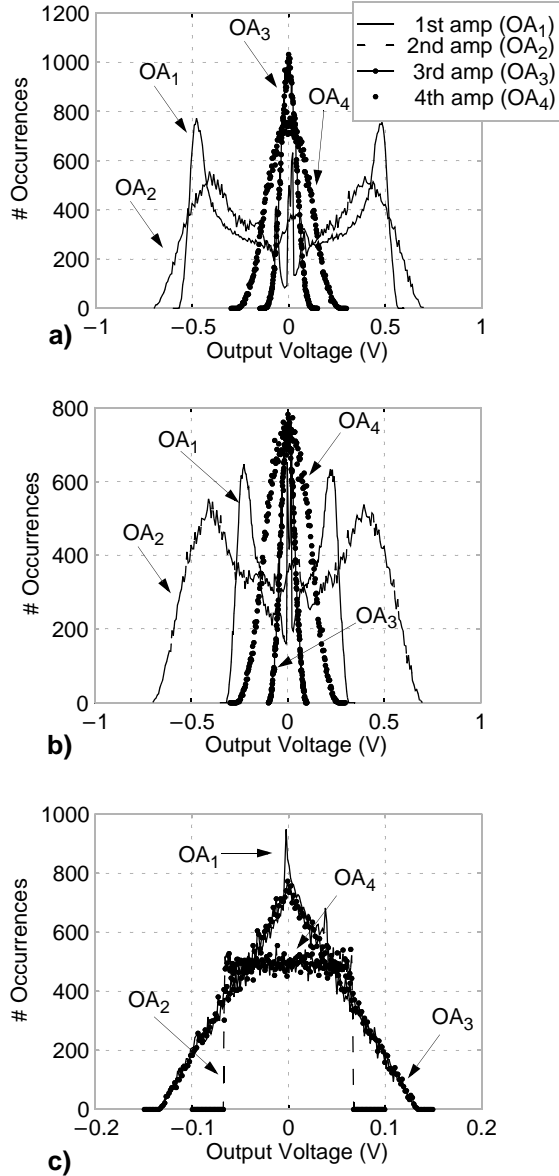 1200
1000
800
600
400
200
0
# Occurrences
OA1
OA2
OA3
OA4
1st amp (OA1)
2nd amp (OA2)
3rd amp (OA3)
4th amp (OA4)
−1 −0.5 0 0.5 1
Output Voltage (V)
a)
800
600
400
200
0
# Occurrences
OA1
OA2
OA4
OA3
−1 −0.5 0 0.5 1
Output Voltage (V)
b)
1000
800
600
400
200
0
# Occurrences
OA1
OA4
OA2
OA3
−0.2 −0.1 0 0.1 0.2
Output Voltage (V)
c)